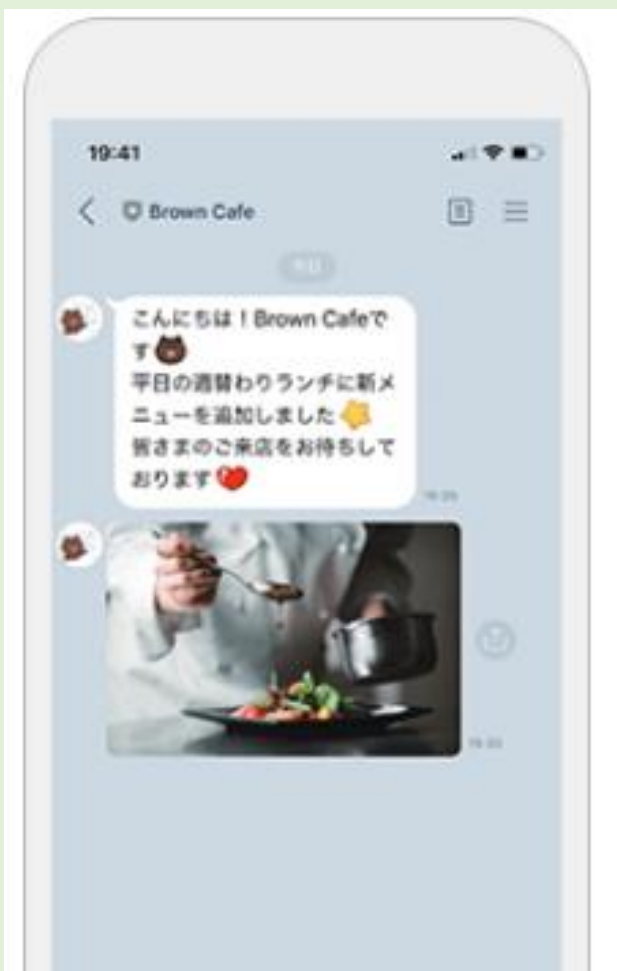 19:41
Brown Cafe
今日
こんにちは！Brown Cafeで
す
平日の週替わりランチに新メ
ニューを追加しました
皆さまのご来店をお待ちして
おります